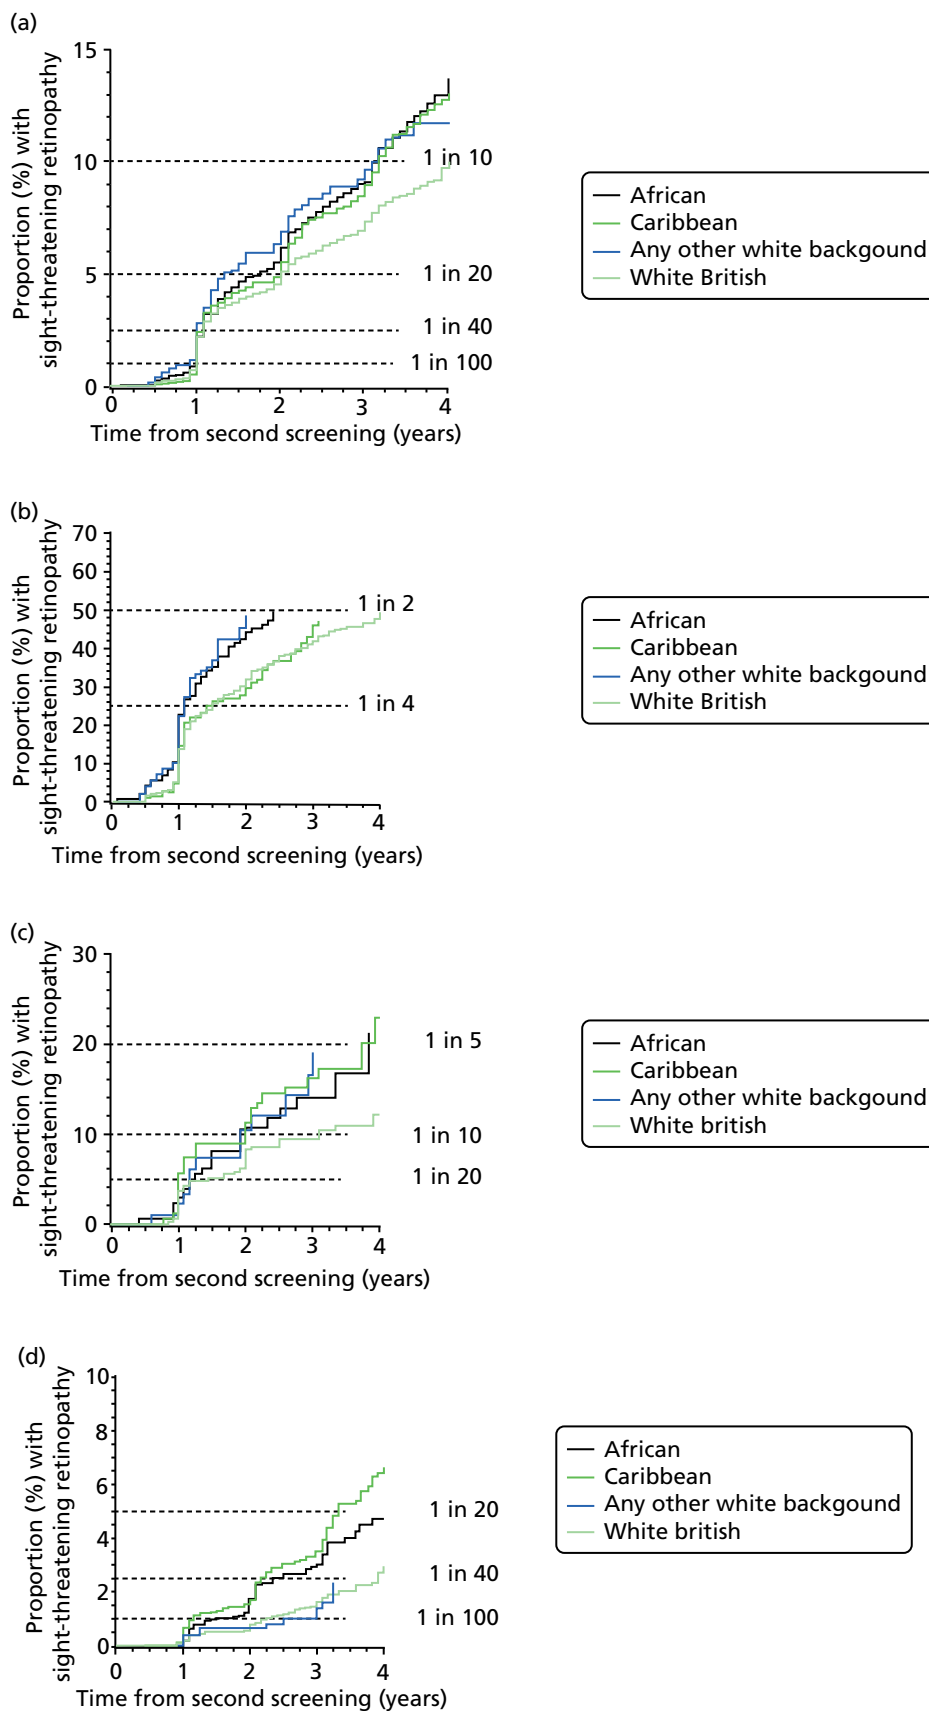 (a)
Proportion (%) with
sight-threatening retinopathy
15
10
5
0
1 in 10
1 in 20
1 in 40
1 in 100
0 1 2 3 4
Time from second screening (years)
African
Caribbean
Any other white backgound
White British
(b)
Proportion (%) with
sight-threatening retinopathy
70
60
50
40
30
20
10
0
1 in 2
1 in 4
0 1 2 3 4
Time from second screening (years)
African
Caribbean
Any other white backgound
White British
(c)
Proportion (%) with
sight-threatening retinopathy
30
20
10
0
1 in 5
1 in 10
1 in 20
0 1 2 3 4
Time from second screening (years)
African
Caribbean
Any other white backgound
White british
(d)
Proportion (%) with
sight-threatening retinopathy
10
8
6
4
2
0
1 in 20
1 in 40
1 in 100
0 1 2 3 4
Time from second screening (years)
African
Caribbean
Any other white backgound
White british